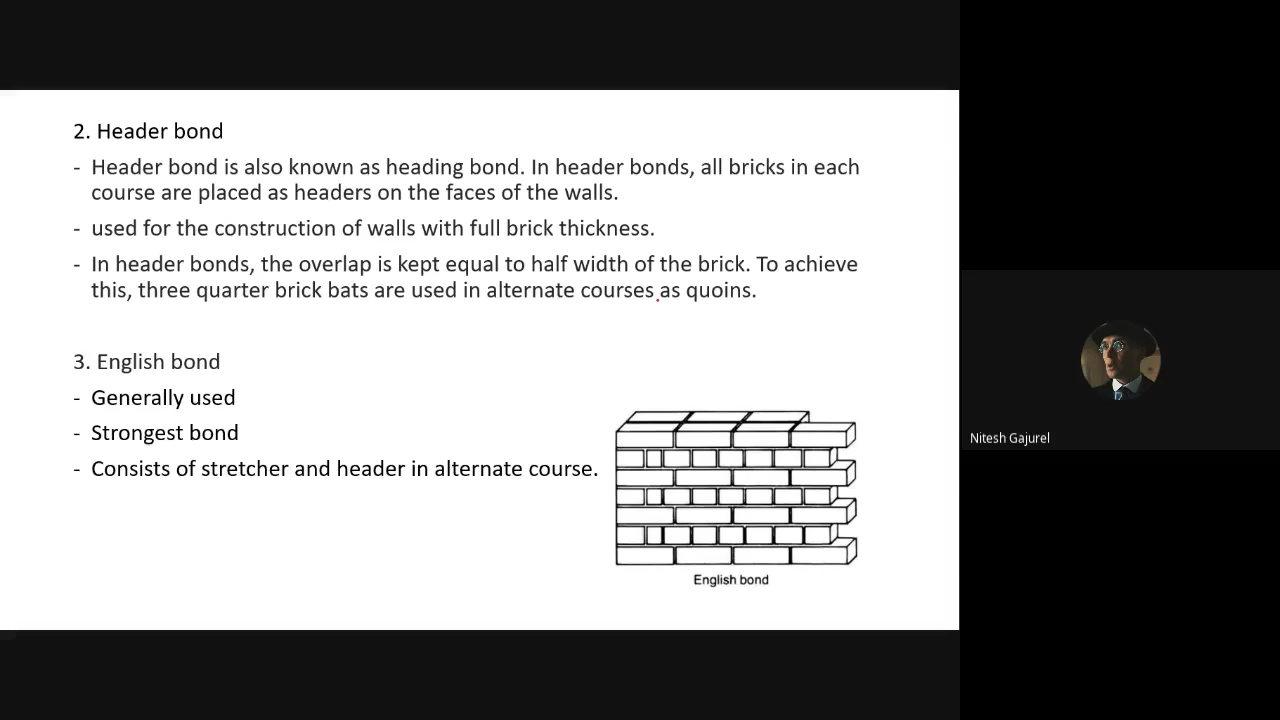 2. Header bond
- Header bond is also known as heading bond. In header bonds, all bricks in each
course are placed as headers on the faces of the walls.
- used for the construction of walls with full brick thickness.
- In header bonds, the overlap is kept equal to half width of the brick. To achieve
this, three quarter brick bats are used in alternate courses as quoins.
3. English bond
- Generally used
- Strongest bond
- Consists of stretcher and header in alternate course.
English bond
Nitesh Gajurel